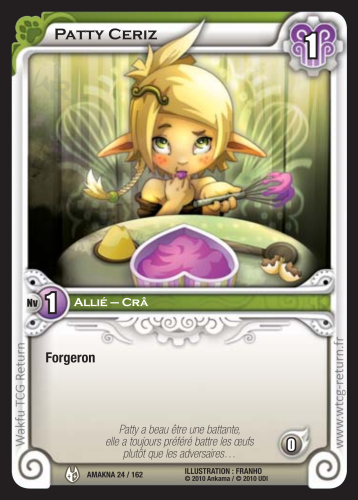 Patty Ceriz
1
Nv 1
Allié – Crâ
Forgeron
Patty a beau être une battante,
elle a toujours préféré battre les œufs
plutôt que les adversaires…
0
AMAKNA 24 / 162
ILLUSTRATION : FRANHO
© 2010 Ankama / © 2010 UDI
Wakfu TCG Return
www.wtcg-return.fr